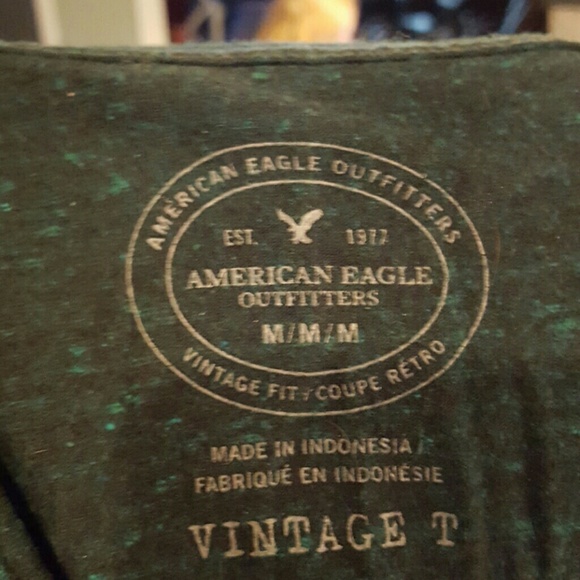 AMERICAN EAGLE OUTFITTERS
EST. 1977
AMERICAN EAGLE
OUTFITTERS
M/M/M
VINTAGE FIT/COUPE RÉTRO
MADE IN INDONESIA/
FABRIQUÉ EN INDONÉSIE
VINTAGE T